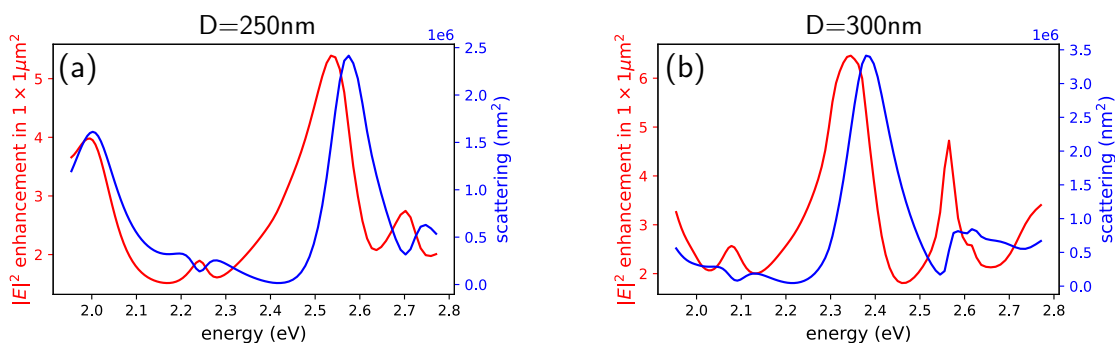 D=250nm
(a)
1e6
|E|² enhancement in 1 × 1μm²
5
4
3
2
2.5
2.0
1.5
1.0
0.5
0.0
scattering (nm²)
2.0 2.1 2.2 2.3 2.4 2.5 2.6 2.7 2.8
energy (eV)
D=300nm
(b)
1e6
|E|² enhancement in 1 × 1μm²
6
5
4
3
2
3.5
3.0
2.5
2.0
1.5
1.0
0.5
0.0
scattering (nm²)
2.0 2.1 2.2 2.3 2.4 2.5 2.6 2.7 2.8
energy (eV)